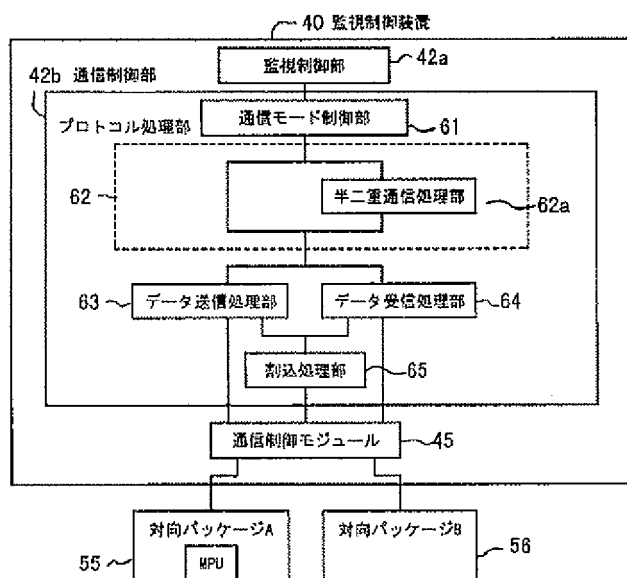 40 監視制御装置
監視制御部
42a
42b 通信制御部
プロトコル処理部
通信モード制御部
61
62
半二重通信処理部
62a
63
データ送信処理部
データ受信処理部
64
割込処理部
65
通信制御モジュール
45
対向パッケージA
対向パッケージB
55
MPU
56